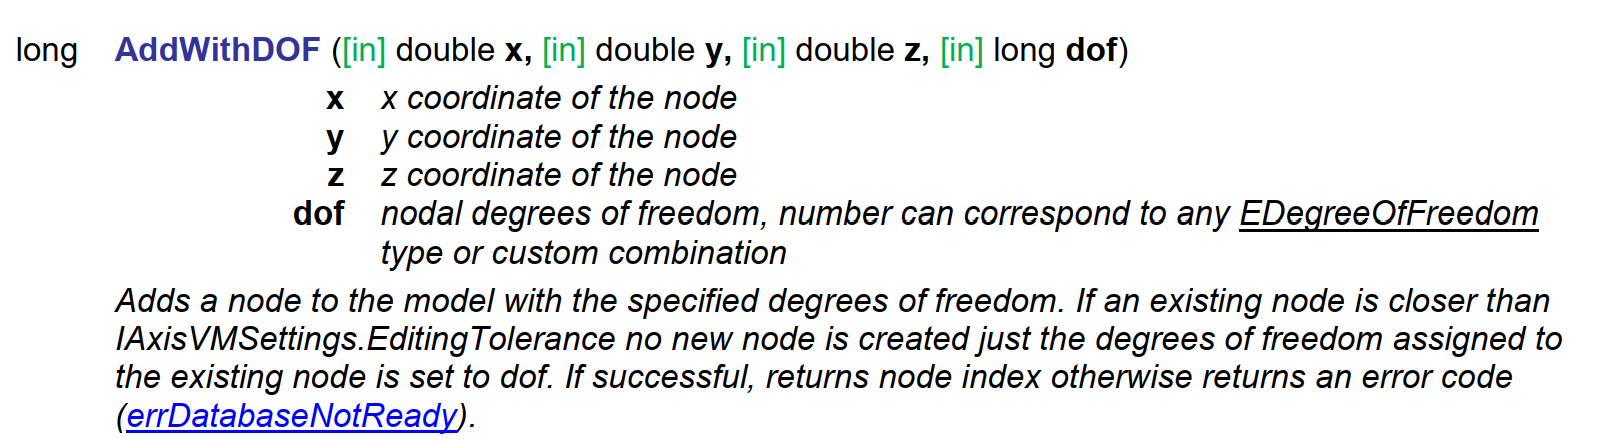 long AddWithDOF ([in] double x, [in] double y, [in] double z, [in] long dof)
x x coordinate of the node
y y coordinate of the node
z z coordinate of the node
dof nodal degrees of freedom, number can correspond to any EDegreeOfFreedom
type or custom combination
Adds a node to the model with the specified degrees of freedom. If an existing node is closer than
IAxisVMSettings.EditingTolerance no new node is created just the degrees of freedom assigned to
the existing node is set to dof. If successful, returns node index otherwise returns an error code
(errDatabaseNotReady).